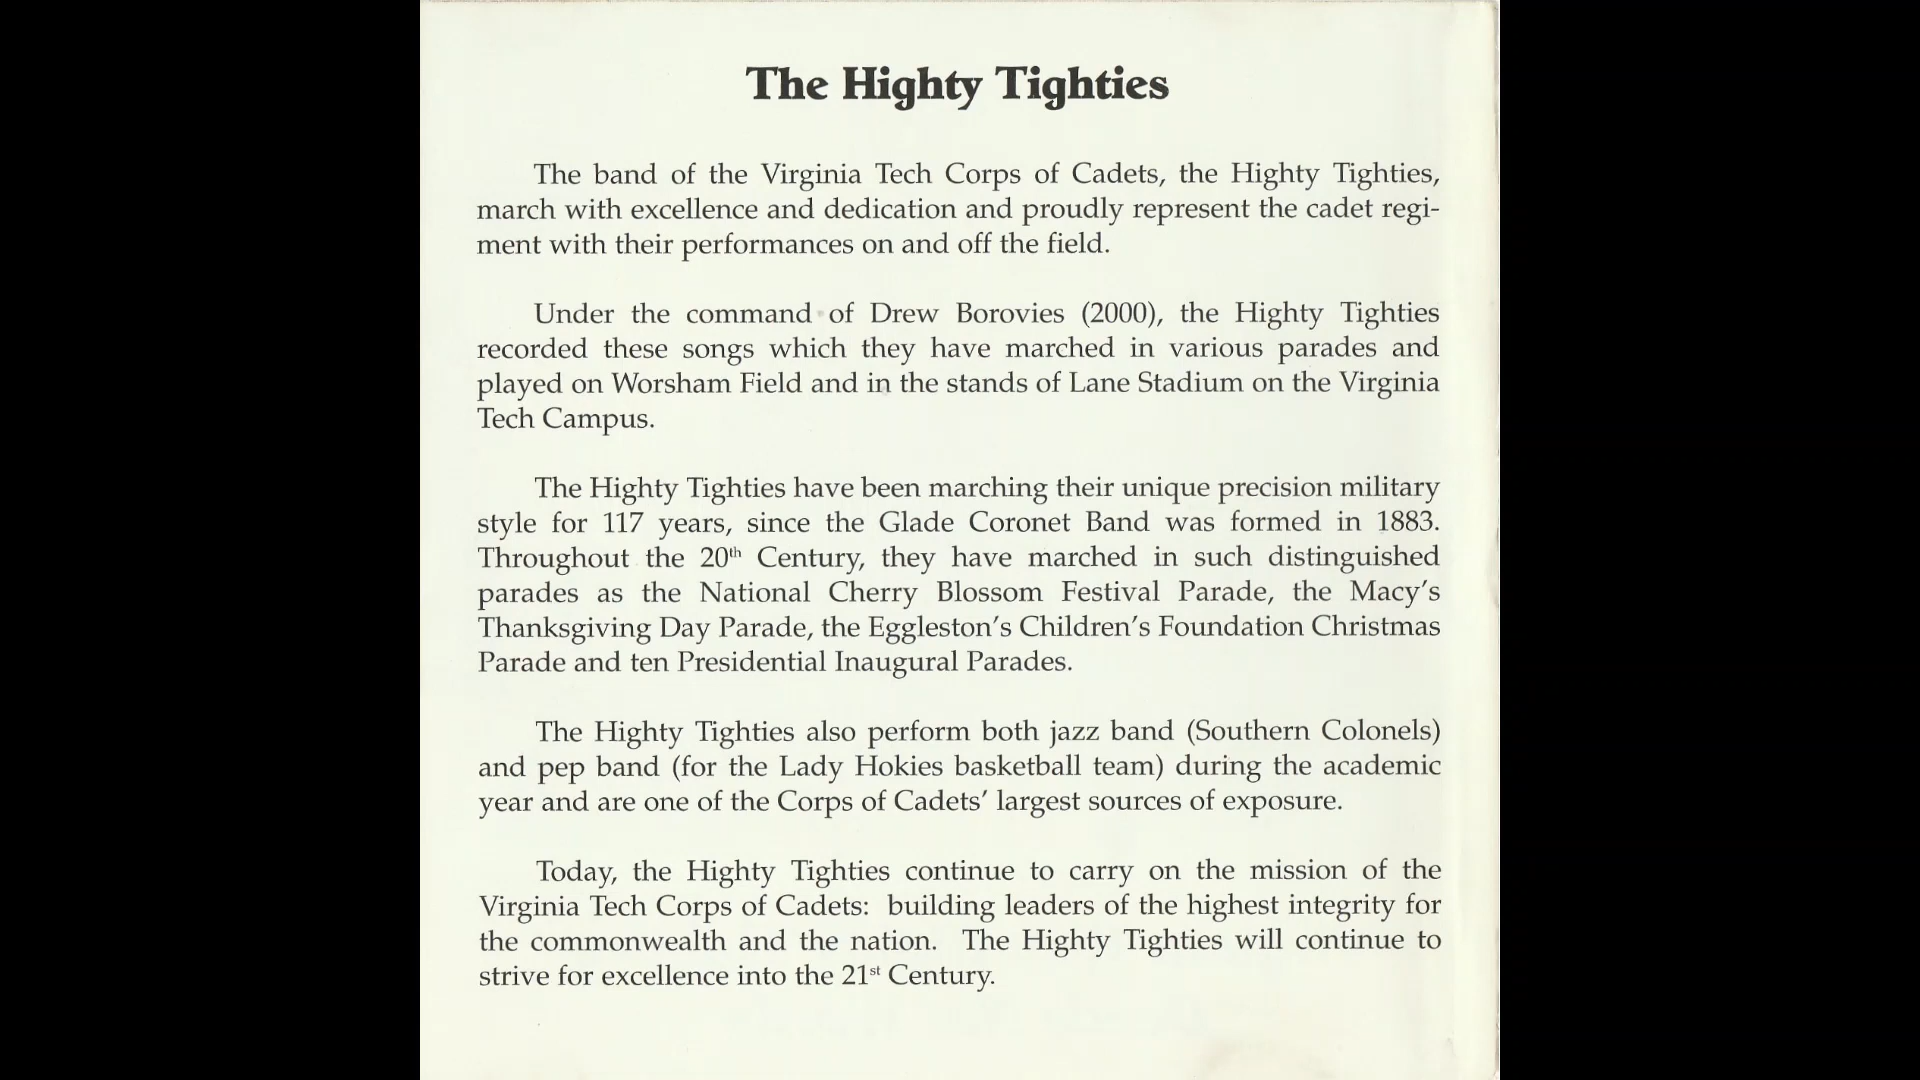 The Highty Tighties
The band of the Virginia Tech Corps of Cadets, the Highty Tighties,
march with excellence and dedication and proudly represent the cadet regi-
ment with their performances on and off the field.
Under the command of Drew Borovies (2000), the Highty Tighties
recorded these songs which they have marched in various parades and
played on Worsham Field and in the stands of Lane Stadium on the Virginia
Tech Campus.
The Highty Tighties have been marching their unique precision military
style for 117 years, since the Glade Coronet Band was formed in 1883.
Throughout the 20th Century, they have marched in such distinguished
parades as the National Cherry Blossom Festival Parade, the Macy's
Thanksgiving Day Parade, the Eggleston's Children's Foundation Christmas
Parade and ten Presidential Inaugural Parades.
The Highty Tighties also perform both jazz band (Southern Colonels)
and pep band (for the Lady Hokies basketball team) during the academic
year and are one of the Corps of Cadets' largest sources of exposure.
Today, the Highty Tighties continue to carry on the mission of the
Virginia Tech Corps of Cadets:  building leaders of the highest integrity for
the commonwealth and the nation.  The Highty Tighties will continue to
strive for excellence into the 21st Century.